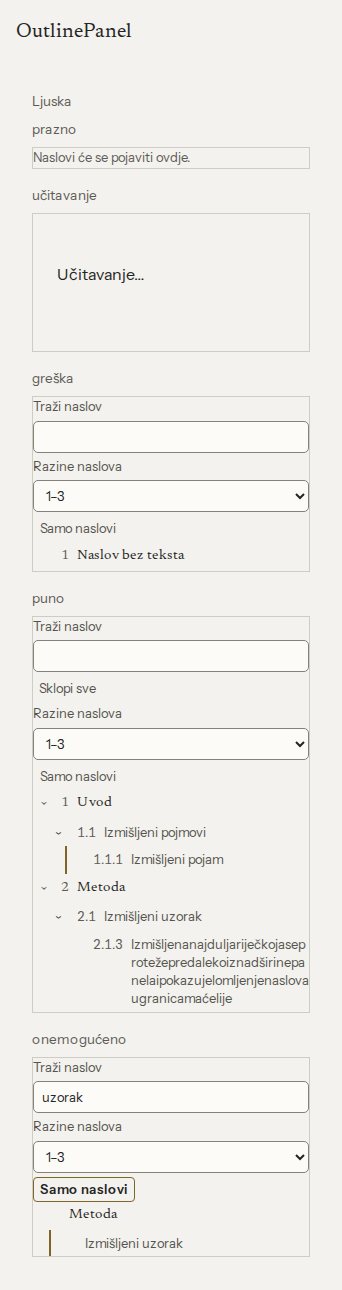 OutlinePanel
Ljuska
prazno
Naslovi će se pojaviti ovdje.
učitavanje
Učitavanje…
greška
Traži naslov
Razine naslova
1–3
Samo naslovi
1 Naslov bez teksta
puno
Traži naslov
Sklopi sve
Razine naslova
1–3
Samo naslovi
1 Uvod
1.1 Izmišljeni pojmovi
1.1.1 Izmišljeni pojam
2 Metoda
2.1 Izmišljeni uzorak
2.1.3 Izmišljenanajduljariječkojasep
rotežepredalekoiznadširinepa
nelaipokazujelomljenjenaslova
ugranicamaćelije
onemogućeno
Traži naslov
uzorak
Razine naslova
1–3
Samo naslovi
Metoda
Izmišljeni uzorak